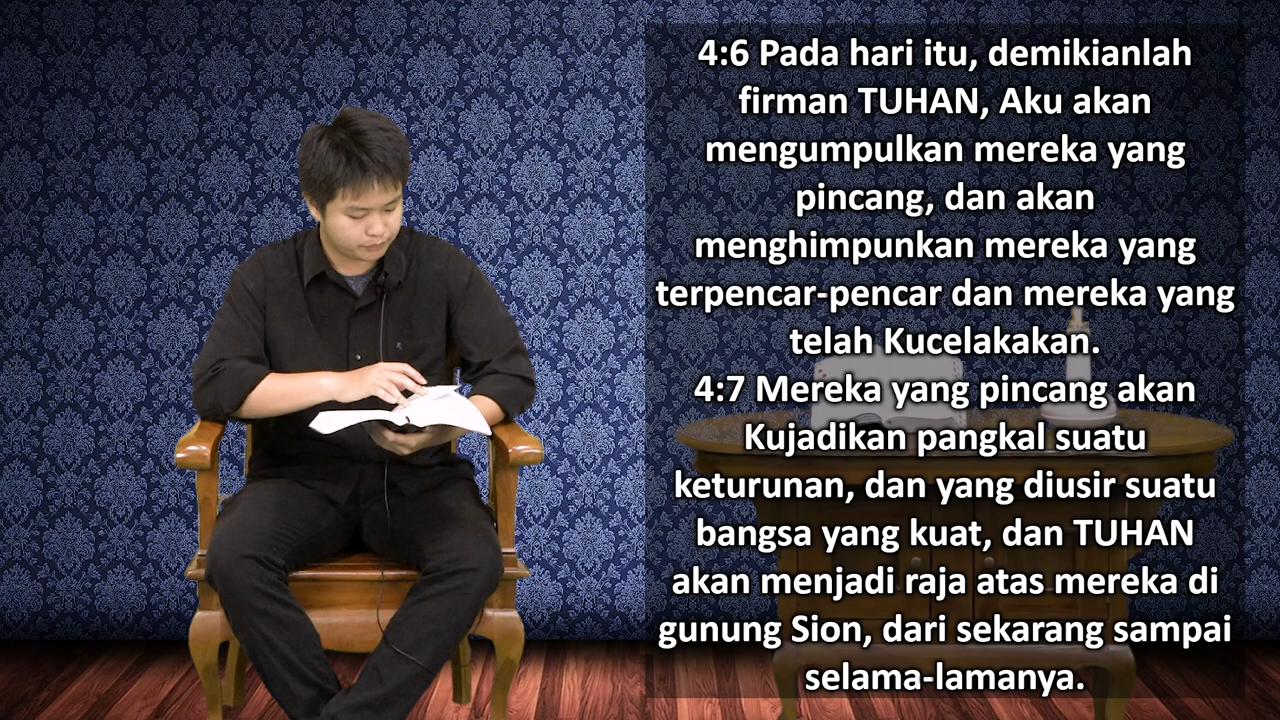 4:6 Pada hari itu, demikianlah
firman TUHAN, Aku akan
mengumpulkan mereka yang
pincang, dan akan
menghimpunkan mereka yang
terpencar-pencar dan mereka yang
telah Kucelakakan.
4:7 Mereka yang pincang akan
Kujadikan pangkal suatu
keturunan, dan yang diusir suatu
bangsa yang kuat, dan TUHAN
akan menjadi raja atas mereka di
gunung Sion, dari sekarang sampai
selama-lamanya.